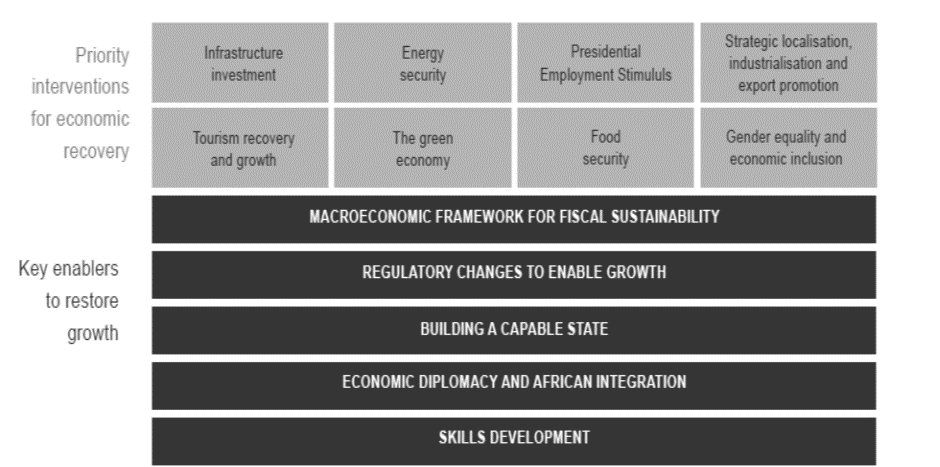 Priority
interventions
for economic
recovery
Infrastructure
investment
Energy
security
Presidential
Employment Stimululs
Strategic localisation,
industrialisation and
export promotion
Tourism recovery
and growth
The green
economy
Food
security
Gender equality and
economic inclusion
Key enablers
to restore
growth
MACROECONOMIC FRAMEWORK FOR FISCAL SUSTAINABILITY
REGULATORY CHANGES TO ENABLE GROWTH
BUILDING A CAPABLE STATE
ECONOMIC DIPLOMACY AND AFRICAN INTEGRATION
SKILLS DEVELOPMENT